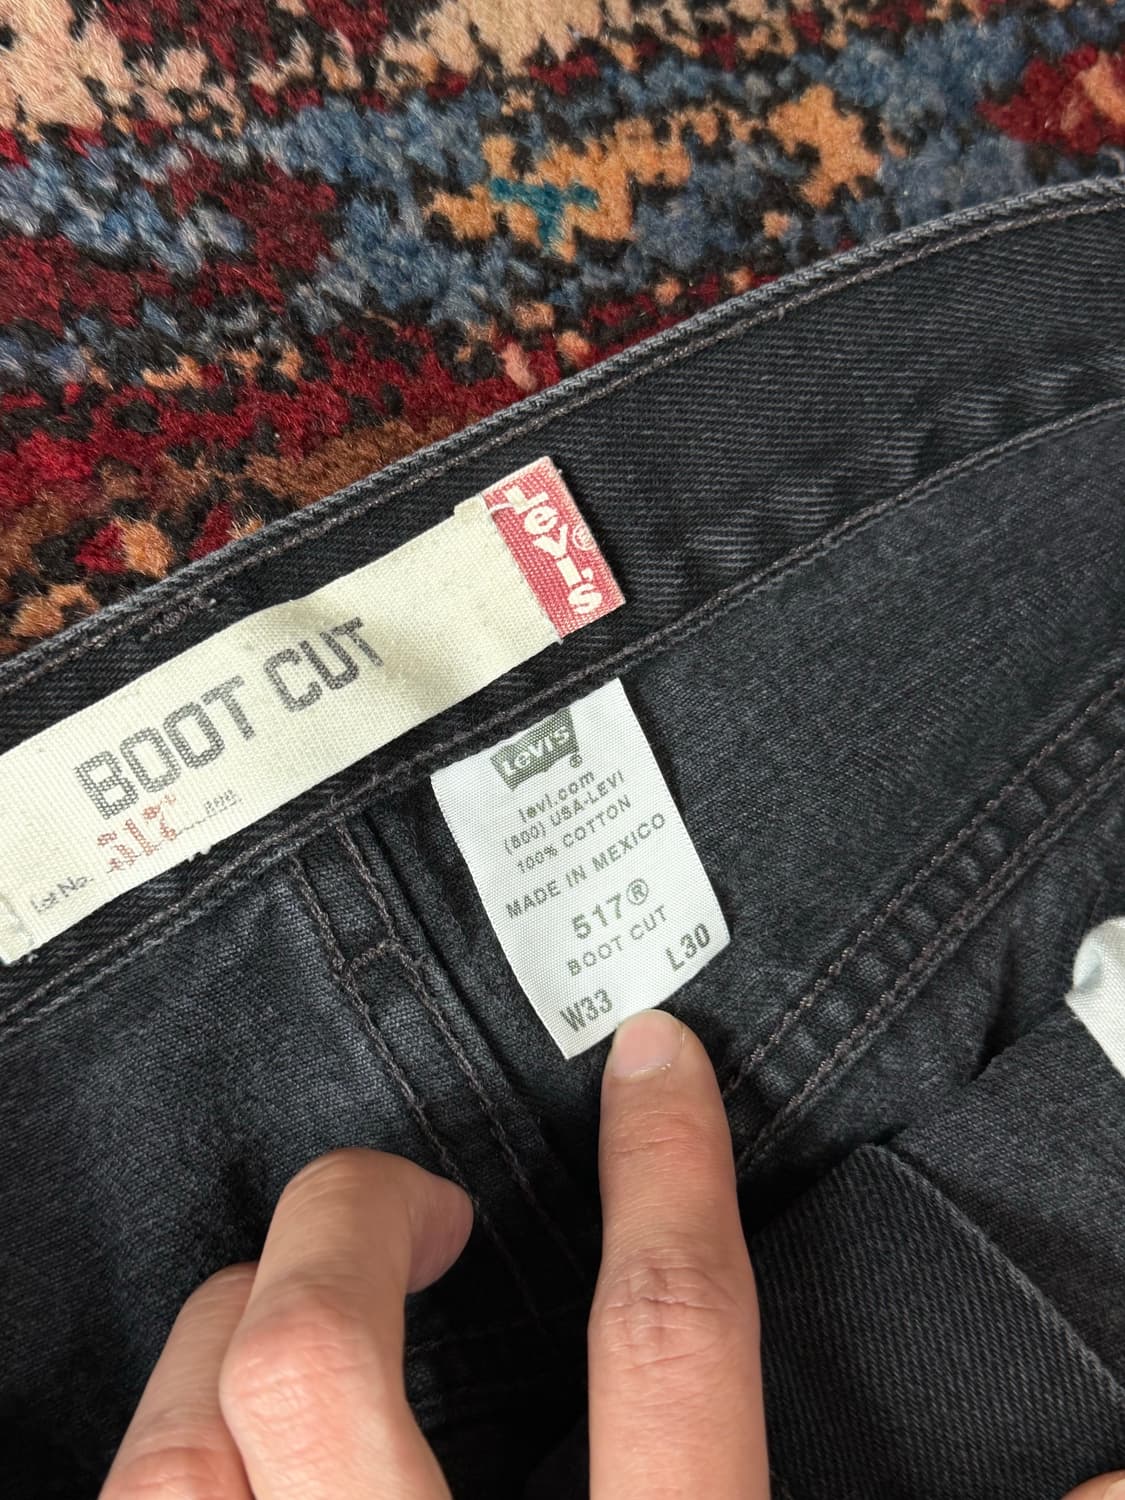 BOOT CUT
Lot No. 517
Levi's®
Levi's®
levi.com
(800) USA-LEVI
100% COTTON
MADE IN MEXICO
517®
BOOT CUT
W33 L30